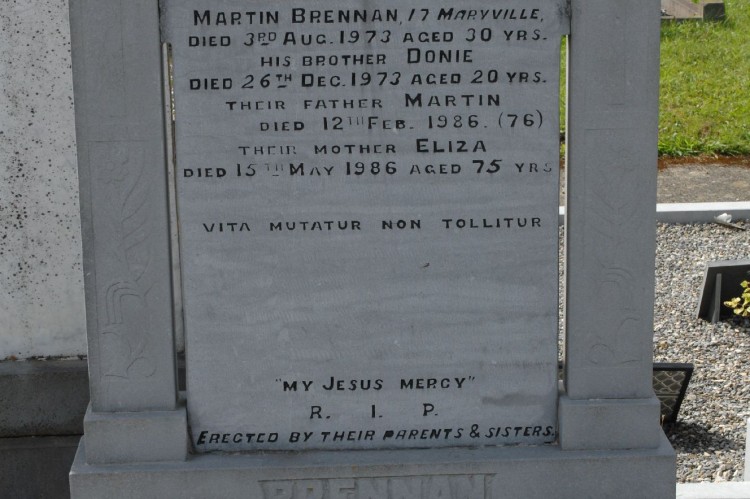 MARTIN BRENNAN, 17 MARYVILLE,
DIED 3RD AUG. 1973 AGED 30 YRS.
HIS BROTHER DONIE
DIED 26TH DEC. 1973 AGED 20 YRS.
THEIR FATHER MARTIN
DIED 12TH FEB. 1986. (76)
THEIR MOTHER ELIZA
DIED 15TH MAY 1986 AGED 75 YRS
VITA MUTATUR NON TOLLITUR
"MY JESUS MERCY"
R. I. P.
ERECTED BY THEIR PARENTS & SISTERS.
BRENNAN